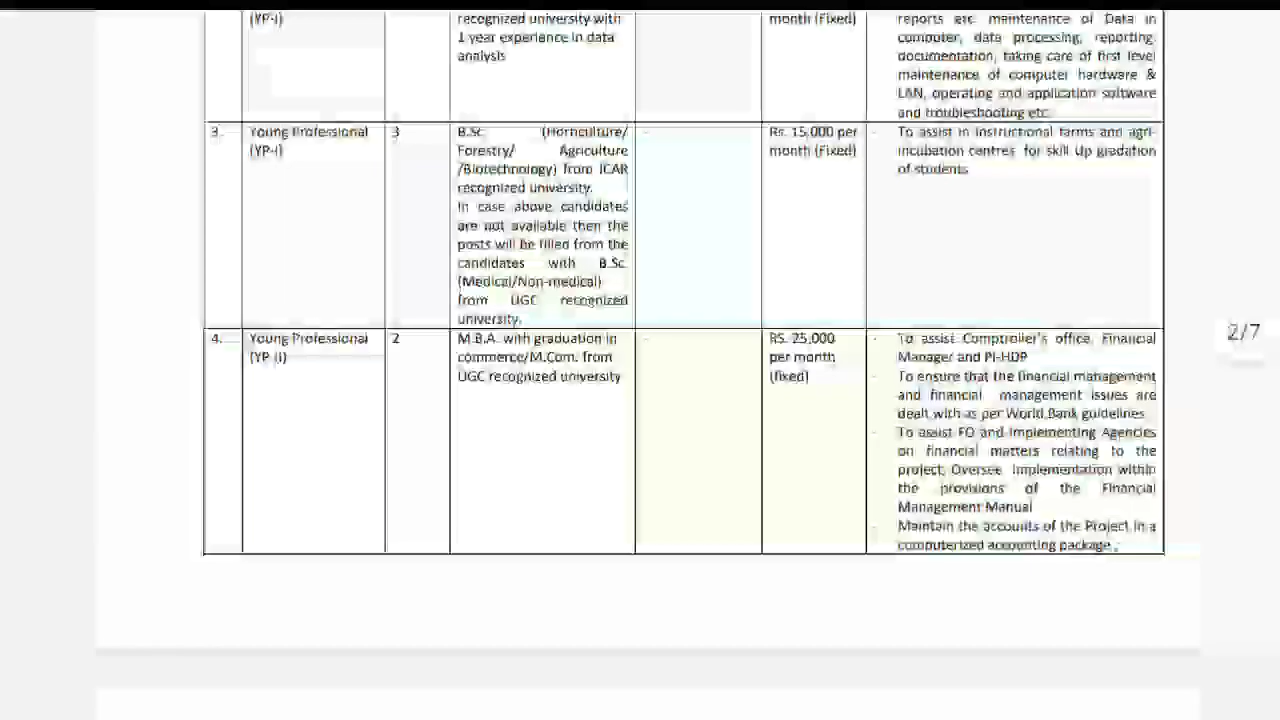 (YP-I)
recognized university with
1 year experience in data
analysis
month (Fixed)
reports etc. maintenance of Data in
computer, data processing, reporting,
documentation, taking care of first level
maintenance of computer hardware &
LAN, operating and application software
and troubleshooting etc.
3.
Young Professional
(YP-I)
3
B.Sc. (Horticulture/
Forestry/ Agriculture
/Biotechnology) from ICAR
recognized university.
In case above candidates
are not available then the
posts will be filled from the
candidates with B.Sc.
(Medical/Non-medical)
from UGC recognized
university.
-
Rs. 15,000 per
month (Fixed)
- To assist in instructional farms and agri-
incubation centres for skill Up gradation
of students
4.
Young Professional
(YP-II)
2
M.B.A. with graduation in
commerce/M.Com. from
UGC recognized university
-
RS. 25,000
per month
(fixed)
- To assist Comptroller's office, Financial
Manager and PI-HDP
- To ensure that the financial management
and financial management issues are
dealt with as per World Bank guidelines
- To assist FO and Implementing Agencies
on financial matters relating to the
project. Oversee Implementation within
the provisions of the Financial
Management Manual
- Maintain the accounts of the Project in a
computerized accounting package.
2/7